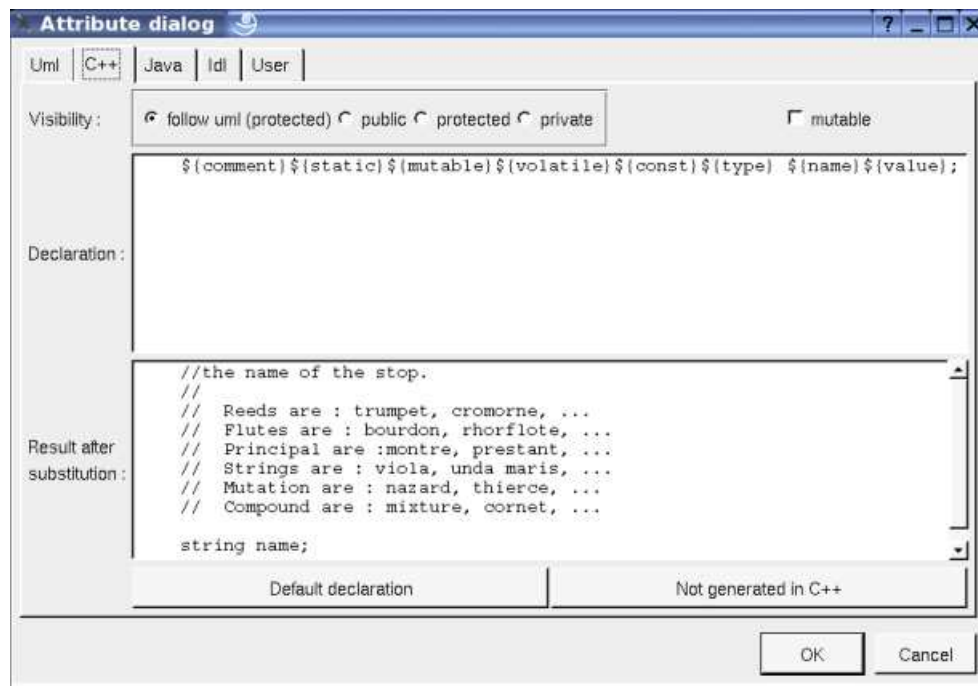 Attribute dialog
Uml C++ Java Idl User
Visibility : follow uml (protected) public protected private mutable
${comment}${static}${mutable}${volatile}${const}${type} ${name}${value};
Declaration :
//the name of the stop.
//
// Reeds are : trumpet, cromorne, ...
// Flutes are : bourdon, rhorflote, ...
// Principal are :montre, prestant, ...
// Strings are : viola, unda maris, ...
// Mutation are : nazard, thierce, ...
// Compound are : mixture, cornet, ...
string name;
Result after
substitution :
Default declaration Not generated in C++
OK Cancel